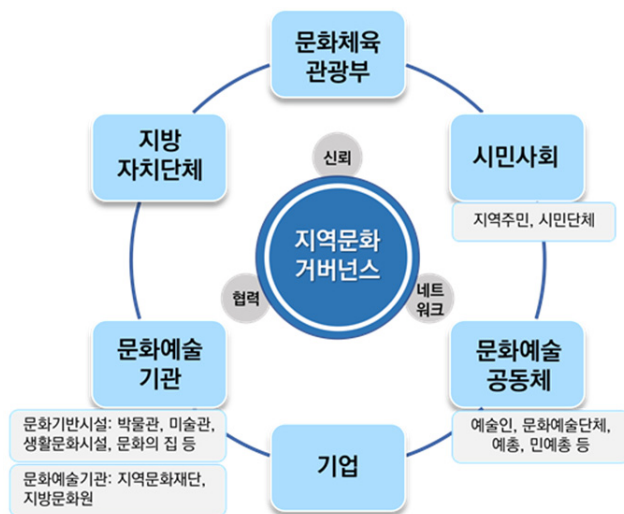 문화체육
관광부
지방
자치단체
시민사회
지역주민, 시민단체
신뢰
지역문화
거버넌스
협력
네트
워크
문화예술
기관
문화기반시설: 박물관, 미술관,
생활문화시설, 문화의 집 등
문화예술기관: 지역문화재단,
지방문화원
문화예술
공동체
예술인, 문화예술단체,
예총, 민예총 등
기업